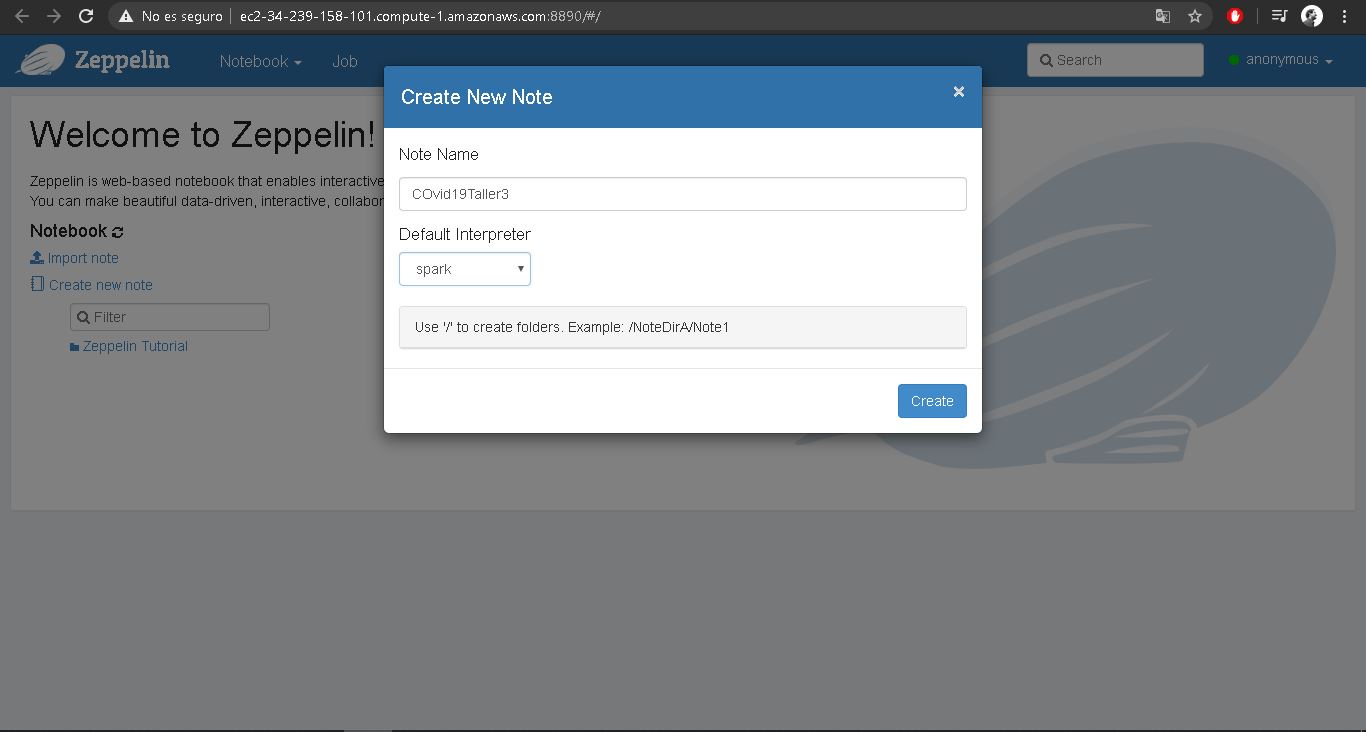 No es seguro ec2-34-239-158-101.compute-1.amazonaws.com:8890/#/
Zeppelin Notebook Job Search anonymous
Create New Note ×
Welcome to Zeppelin!
Note Name
Zeppelin is web-based notebook that enables interactive
COvid19Taller3
You can make beautiful data-driven, interactive, collabor
Notebook
Default Interpreter
Import note
spark
Create new note
Filter
Use '/' to create folders. Example: /NoteDirA/Note1
Zeppelin Tutorial
Create